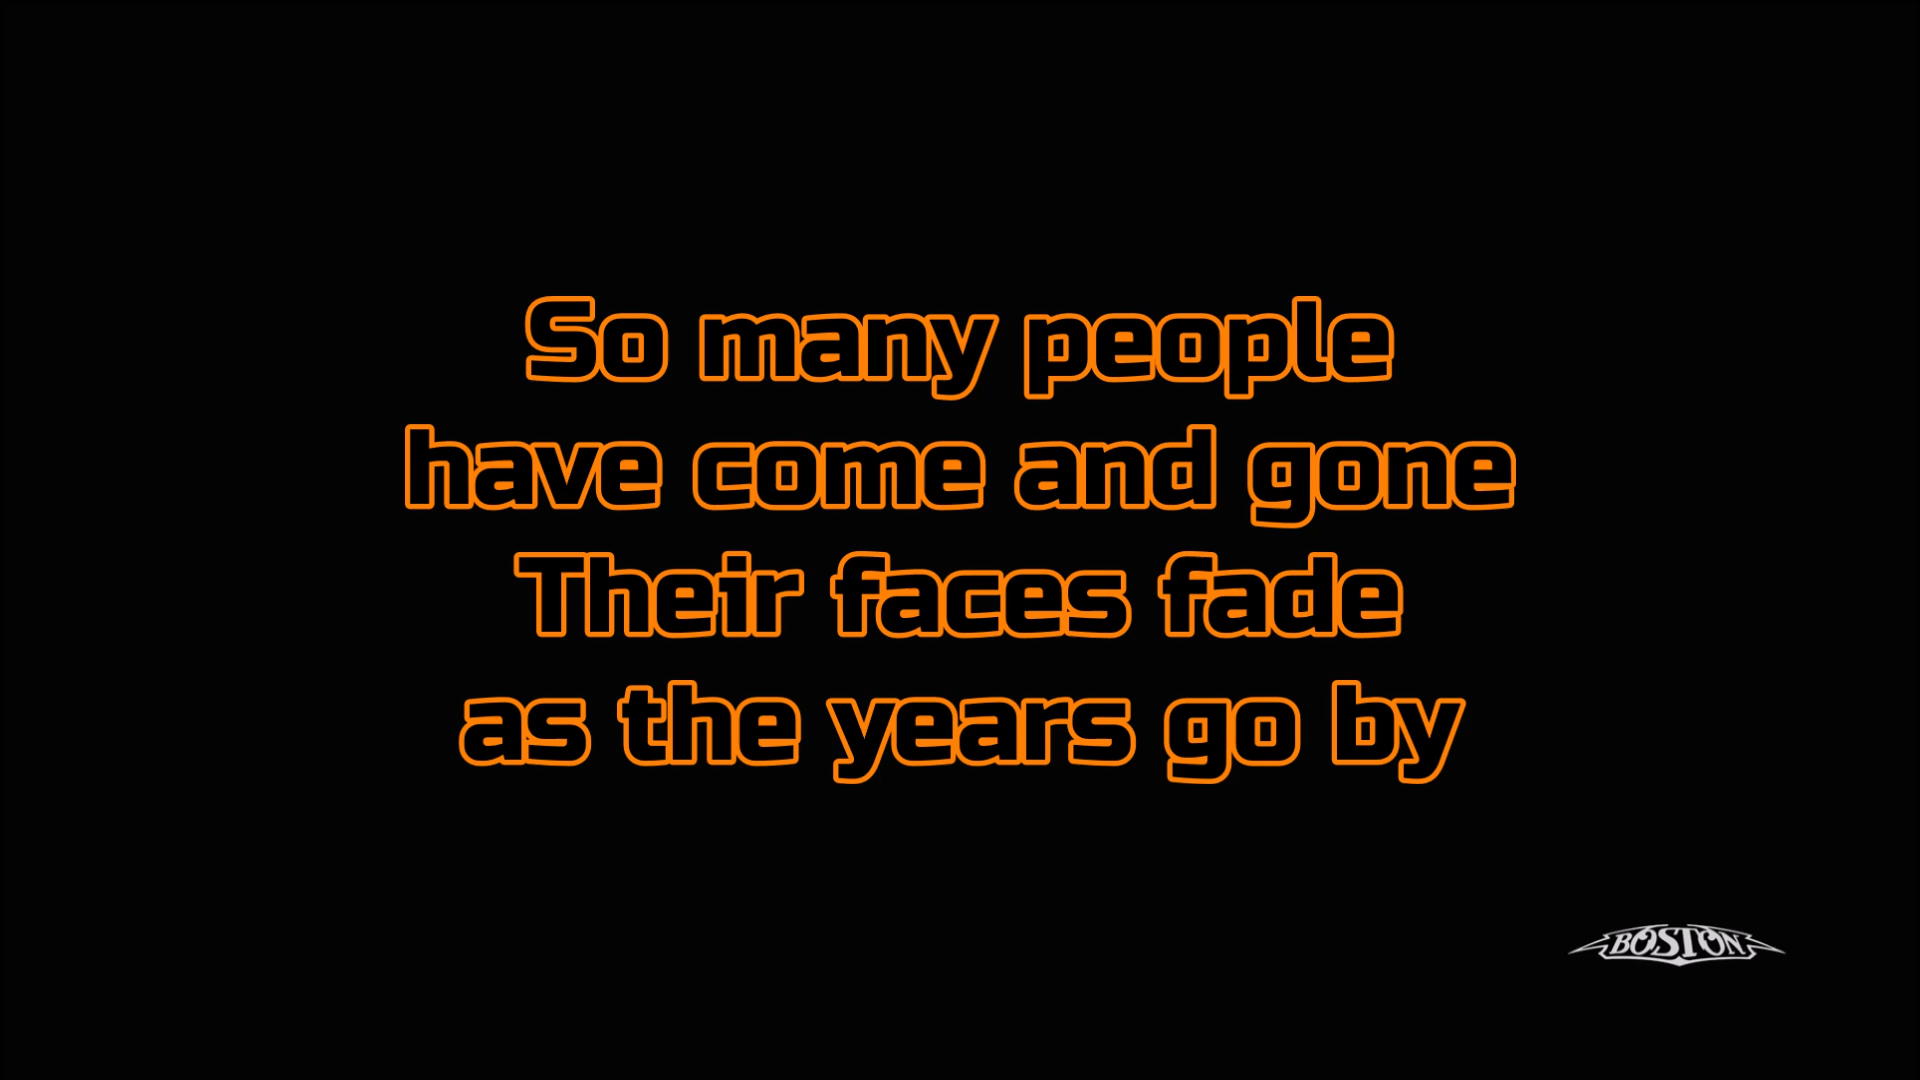 So many people
have come and gone
Their faces fade
as the years go by
BOSTON